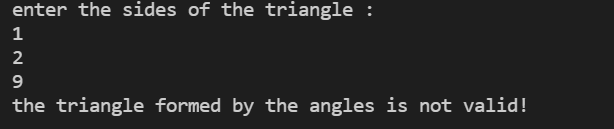 enter the sides of the triangle :
1
2
9
the triangle formed by the angles is not valid!